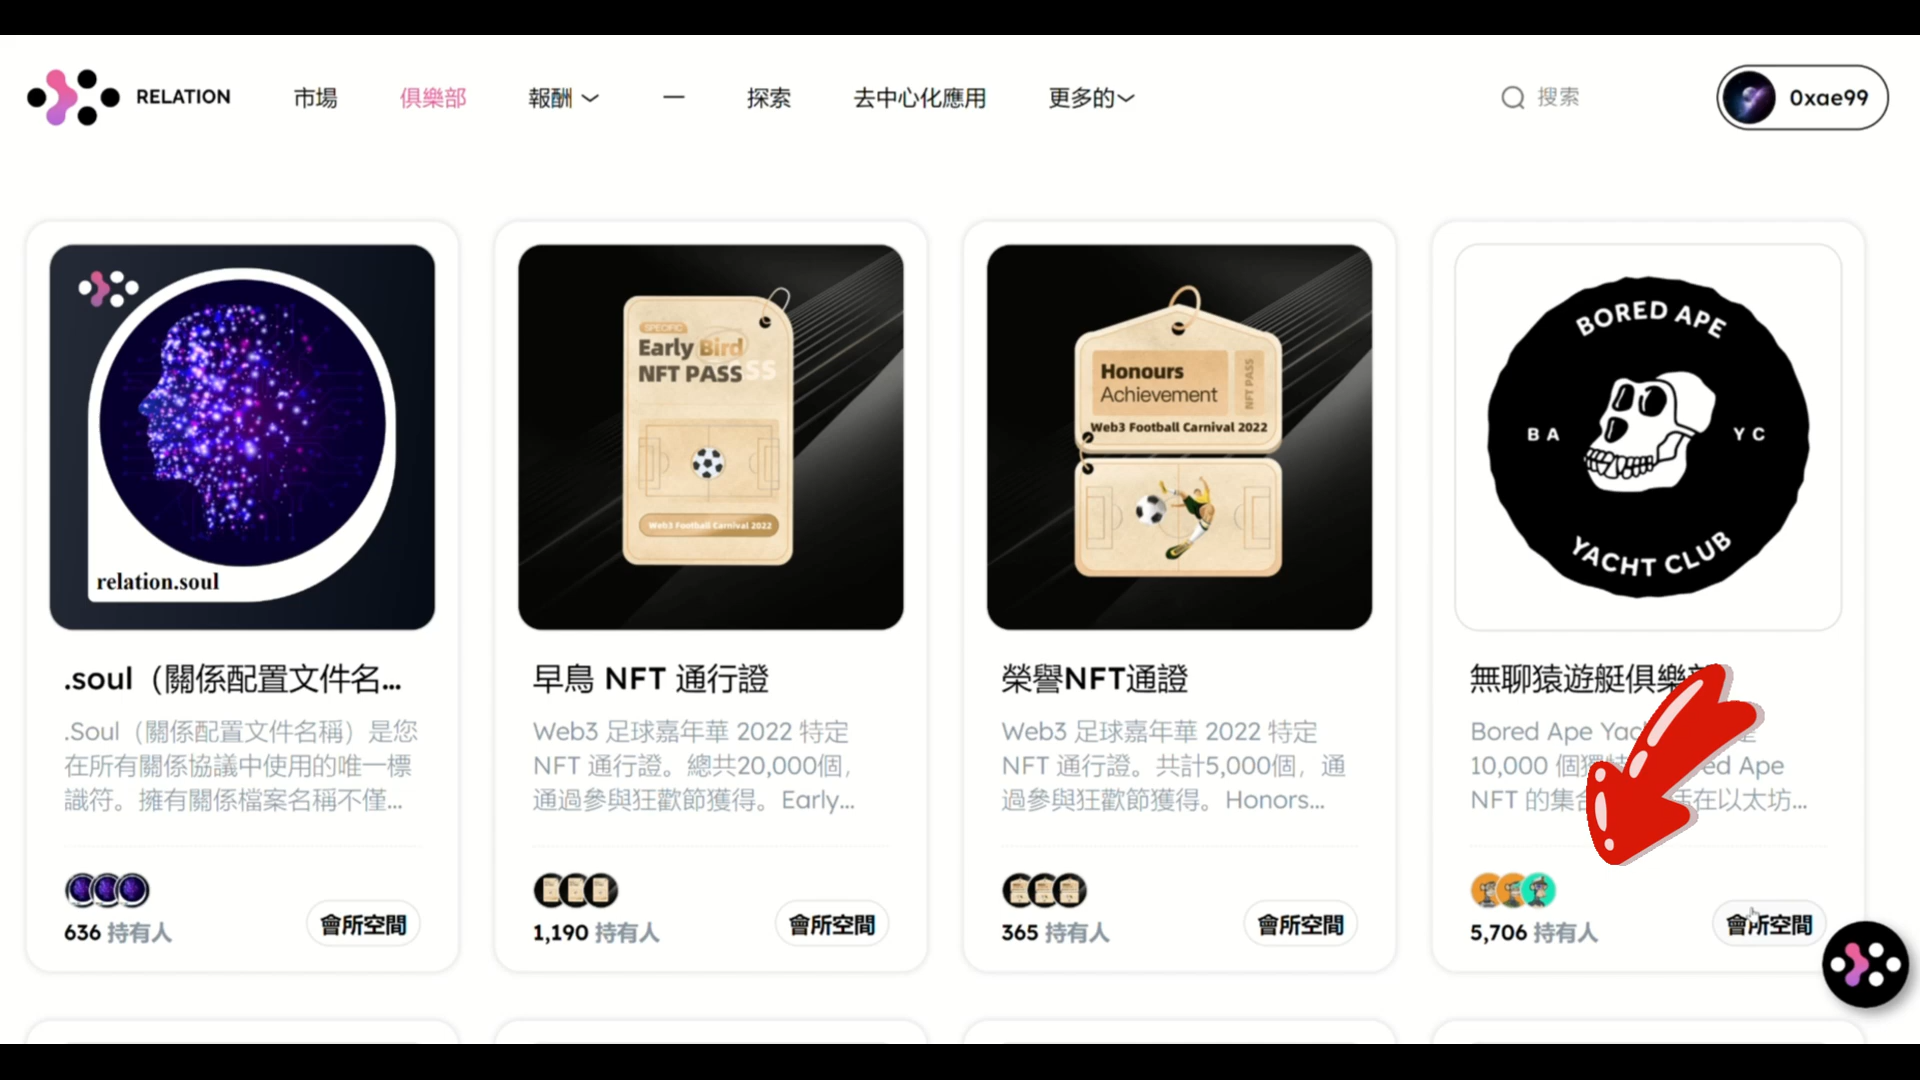 RELATION
市場
俱樂部
報酬
一
探索
去中心化應用
更多的
搜索
0xae99
relation.soul
SPECIFIC
Early Bird
NFT PASS
Web3 Football Carnival 2022
Honours
Achievement
NFT PASS
Web3 Football Carnival 2022
BORED APE
BA
YC
YACHT CLUB
.soul（關係配置文件名...
.Soul（關係配置文件名稱）是您
在所有關係協議中使用的唯一標
識符。擁有關係檔案名稱不僅...
636 持有人
會所空間
早鳥 NFT 通行證
Web3 足球嘉年華 2022 特定
NFT 通行證。總共20,000個，
通過參與狂歡節獲得。Early...
1,190 持有人
會所空間
榮譽NFT通證
Web3 足球嘉年華 2022 特定
NFT 通行證。共計5,000個，通
過參與狂歡節獲得。Honors...
365 持有人
會所空間
無聊猿遊艇俱樂部
Bored Ape
10,000 個 Ape
NFT 的集 在以太坊...
5,706 持有人
會所空間